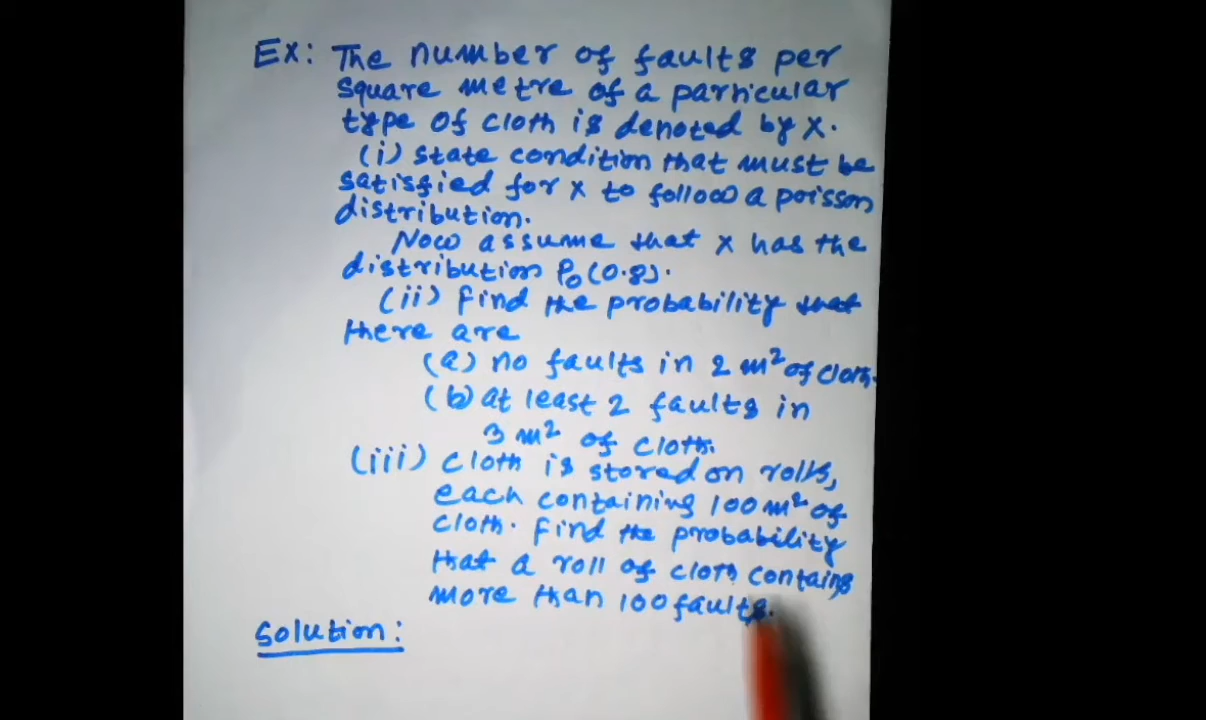 Ex: The number of faults per
square metre of a particular
type of cloth is denoted by x.
(i) State condition that must be
satisfied for x to follow a poisson
distribution.
Now assume that x has the
distribution Po(0.8).
(ii) Find the probability that
there are
(a) no faults in 2 m² of cloth.
(b) at least 2 faults in
3 m² of cloth.
(iii) Cloth is stored on rolls,
each containing 100 m² of
cloth. Find the probability
that a roll of cloth contains
more than 100 faults.
Solution: